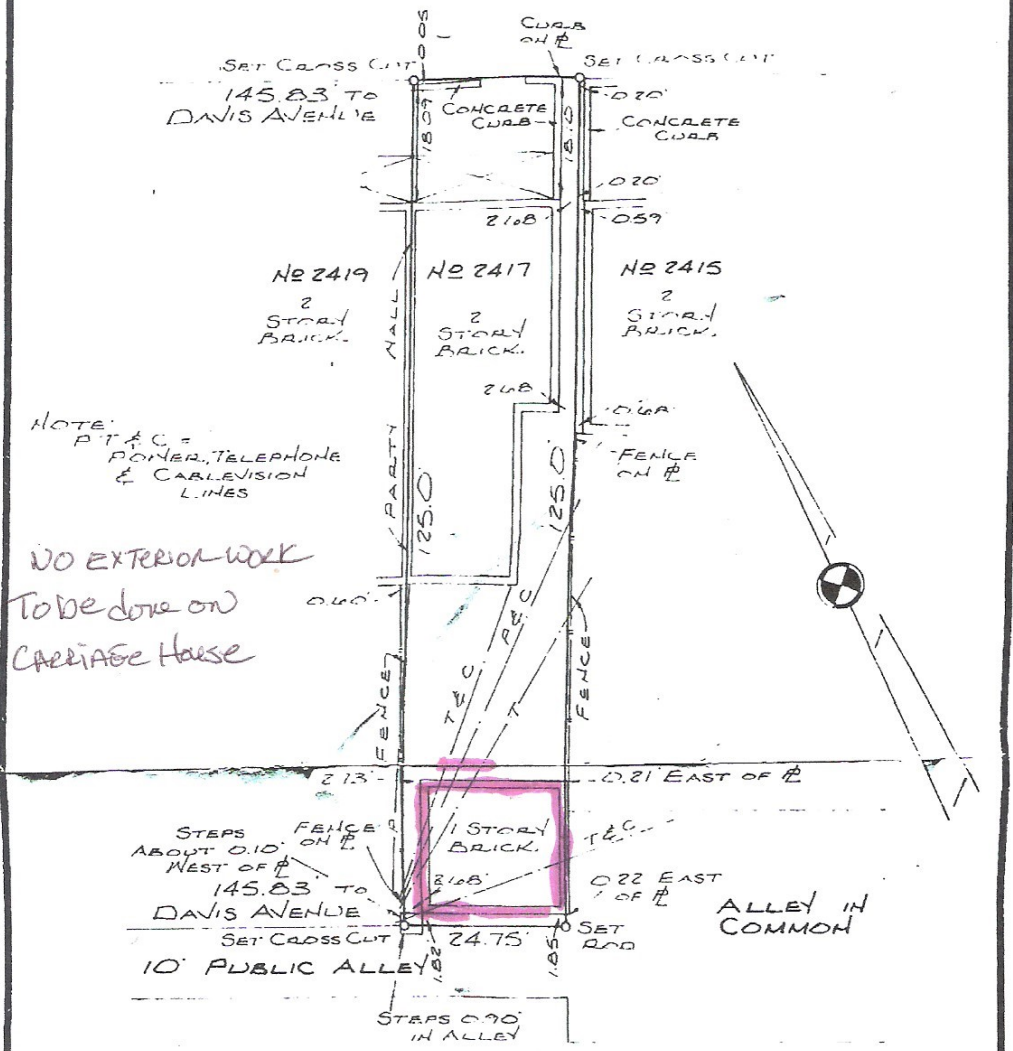 0.05
CURB
ON ₧
SET CROSS CUT
SET CROSS CUT
145.83' TO
DAVIS AVENUE
CONCRETE
CURB
18.09
18.0
0.20'
CONCRETE
CURB
0.20'
2.68
0.59
No 2419
2
STORY
BRICK.
No 2417
2
STORY
BRICK.
No 2415
2
STORY
BRICK.
PARTY WALL
2.68
0.68
FENCE
ON ₧
NOTE:
P T & C =
POWER, TELEPHONE
& CABLEVISION
LINES
125.0'
125.0'
NO EXTERIOR WORK
To be done on
CARRIAGE House
0.60'
FENCE
T & C
P & C
T
FENCE
2.13'
0.21' EAST OF ₧
P
STEPS
ABOUT 0.10'
WEST OF ₧
FENCE
ON ₧
1 STORY
BRICK.
T & C
2.68'
0.22 EAST
OF ₧
145.83' TO
DAVIS AVENUE
ALLEY IN
COMMON
SET CROSS CUT
24.75'
SET
ROD
10' PUBLIC ALLEY
1.82'
1.85'
STEPS 0.90'
IN ALLEY